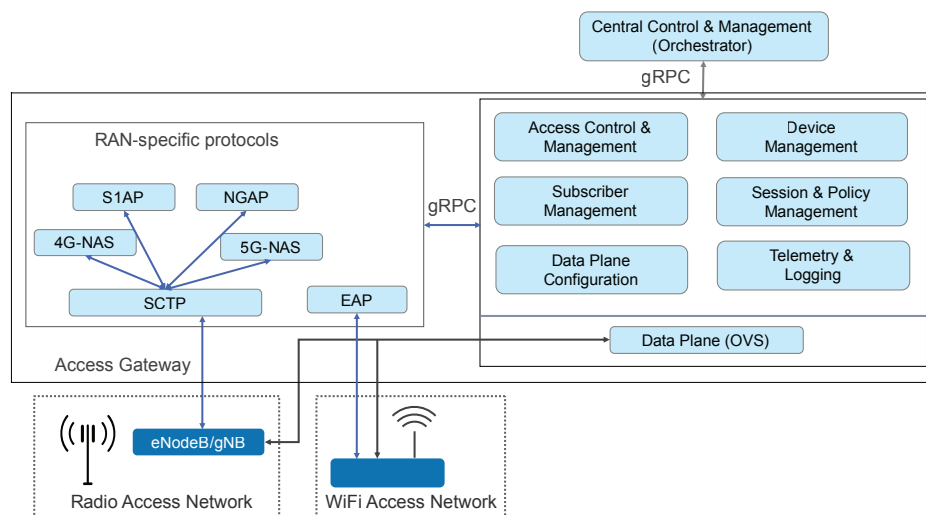 Central Control & Management
(Orchestrator)
gRPC
RAN-specific protocols
S1AP
NGAP
4G-NAS
5G-NAS
SCTP
EAP
gRPC
Access Control &
Management
Device
Management
Subscriber
Management
Session & Policy
Management
Data Plane
Configuration
Telemetry &
Logging
Data Plane (OVS)
Access Gateway
eNodeB/gNB
Radio Access Network
WiFi Access Network